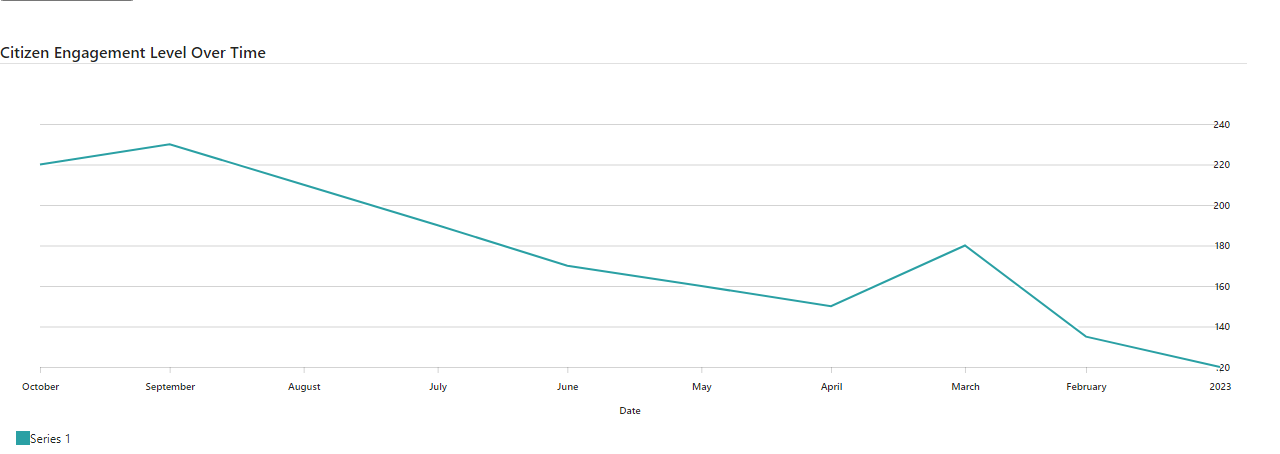 Citizen Engagement Level Over Time
240
220
200
180
160
140
20
October September August July June May April March February 2023
Date
Series 1